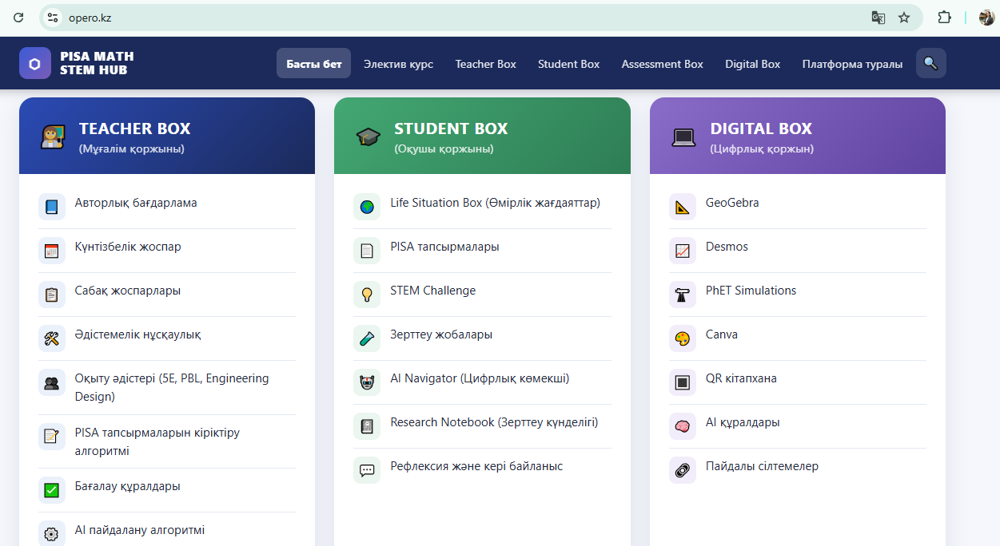 opero.kz
PISA MATH
STEM HUB
Басты бет
Электив курс
Teacher Box
Student Box
Assessment Box
Digital Box
Платформа туралы
TEACHER BOX
(Мұғалім қоржыны)
Авторлық бағдарлама
Күнтізбелік жоспар
Сабақ жоспарлары
Әдістемелік нұсқаулық
Оқыту әдістері (5E, PBL, Engineering
Design)
PISA тапсырмаларын кіріктіру
алгоритмі
Бағалау құралдары
AI пайдалану алгоритмі
STUDENT BOX
(Оқушы қоржыны)
Life Situation Box (Өмірлік жағдаяттар)
PISA тапсырмалары
STEM Challenge
Зерттеу жобалары
AI Navigator (Цифрлық көмекші)
Research Notebook (Зерттеу күнделігі)
Рефлексия және кері байланыс
DIGITAL BOX
(Цифрлық қоржын)
GeoGebra
Desmos
PhET Simulations
Canva
QR кітапхана
AI құралдары
Пайдалы сілтемелер